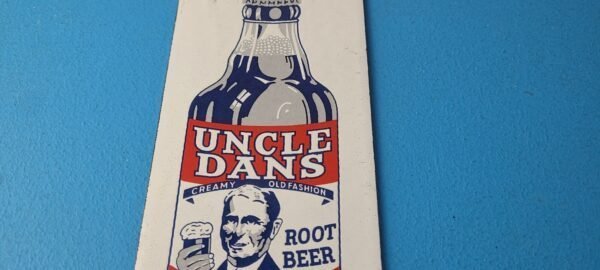 UNCLE
DANS
CREAMY OLD FASHION
ROOT
BEER